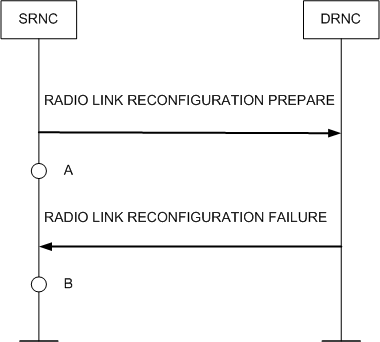 SRNC
DRNC
RADIO LINK RECONFIGURATION PREPARE
A
RADIO LINK RECONFIGURATION FAILURE
B